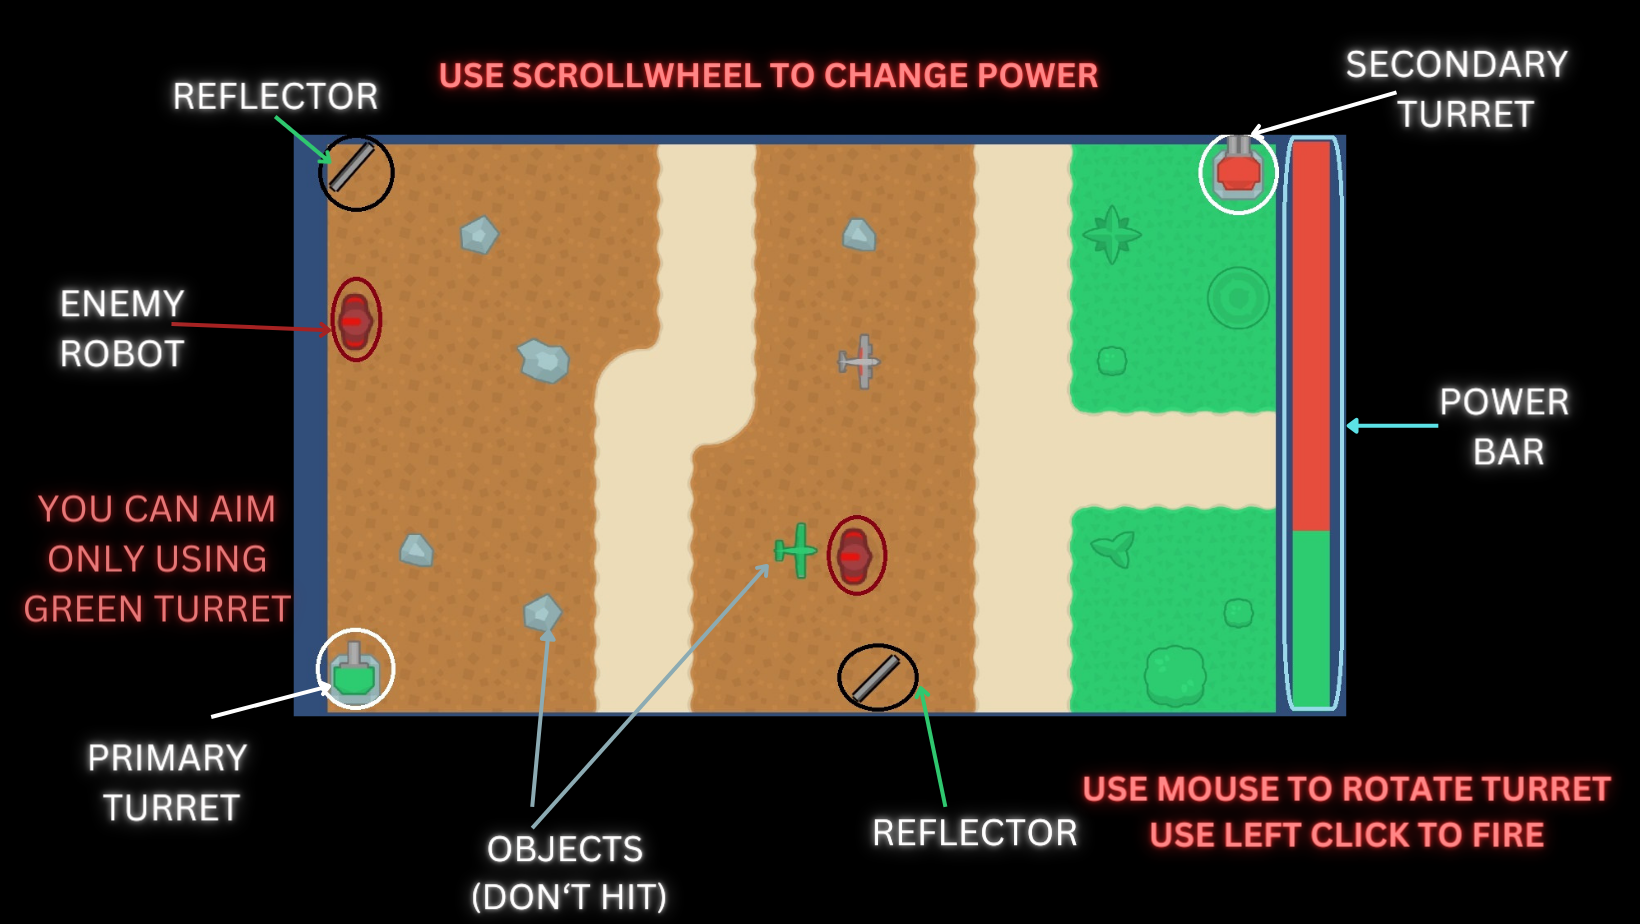 USE SCROLLWHEEL TO CHANGE POWER
SECONDARY
TURRET
REFLECTOR
ENEMY
ROBOT
POWER
BAR
YOU CAN AIM
ONLY USING
GREEN TURRET
PRIMARY
TURRET
OBJECTS
(DON‘T HIT)
REFLECTOR
USE MOUSE TO ROTATE TURRET
USE LEFT CLICK TO FIRE